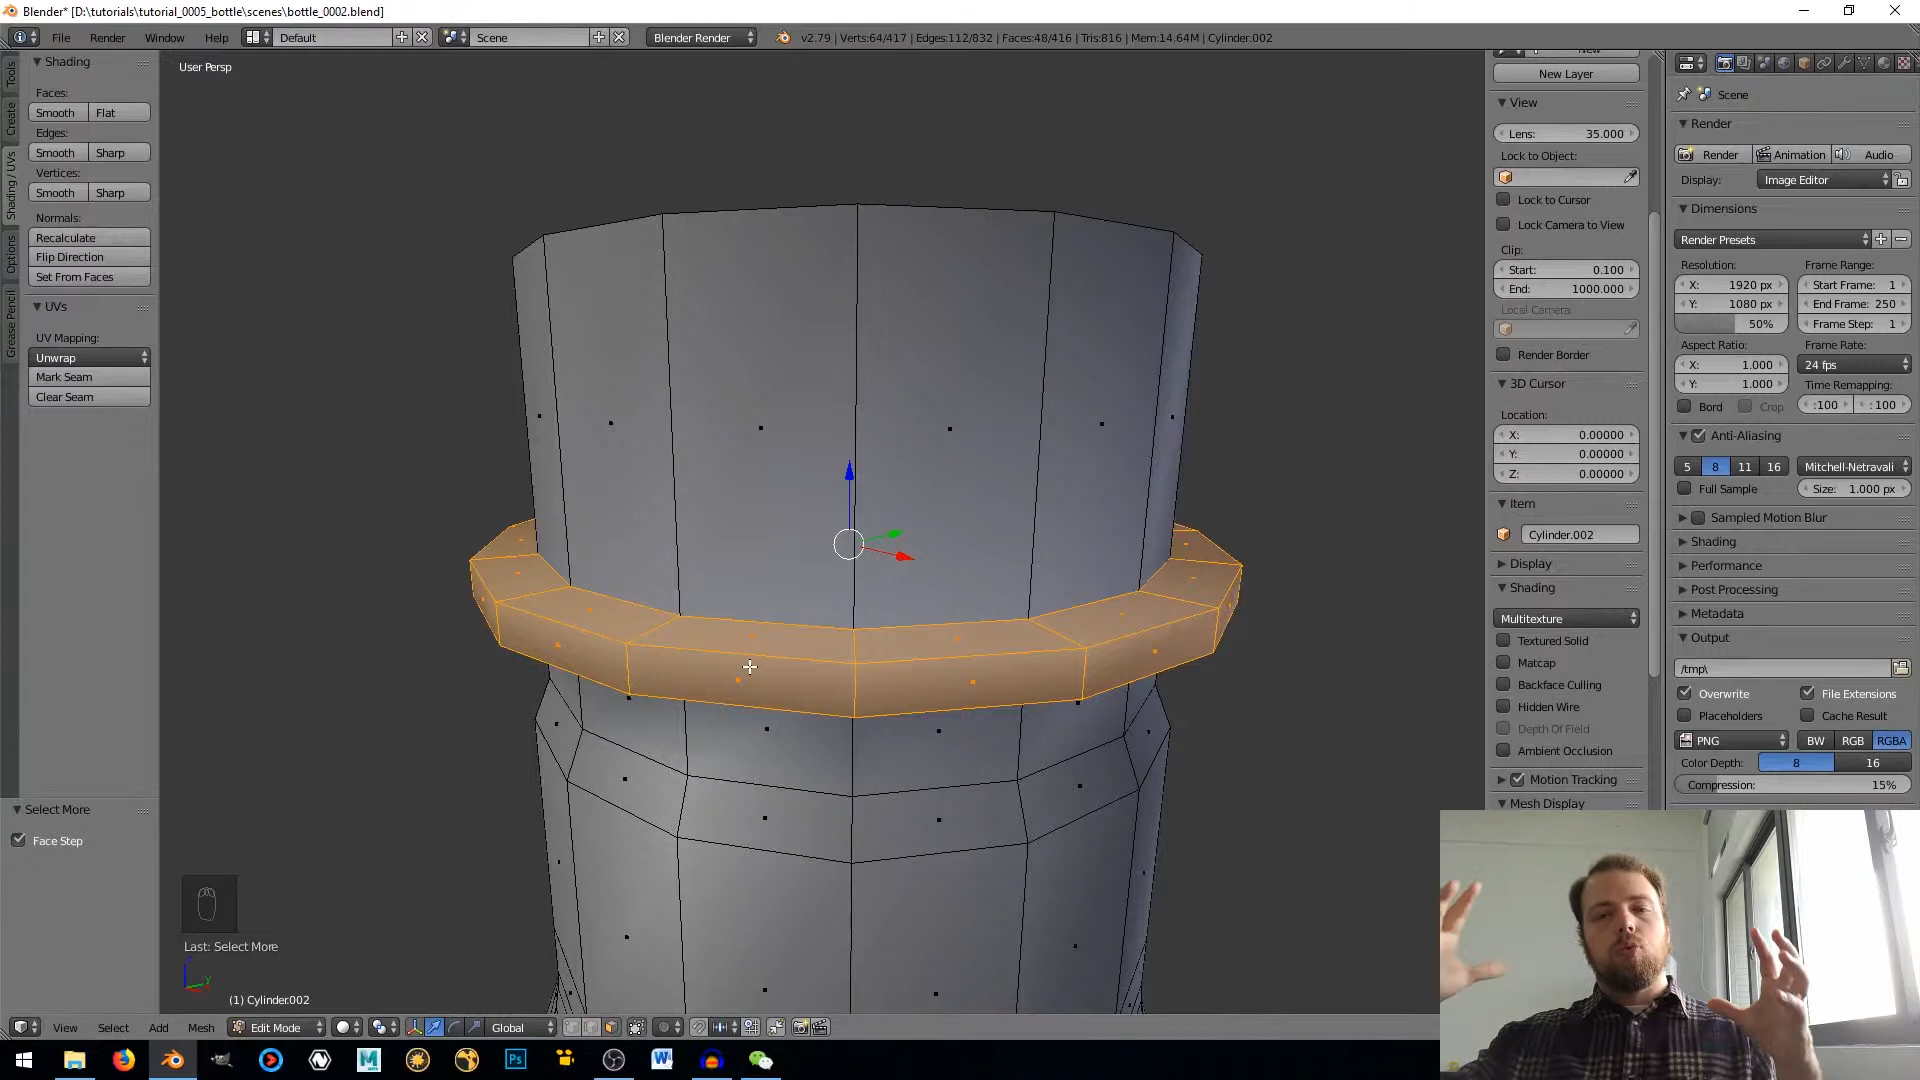 Blender* [D:\tutorials\tutorial_0005_bottle\scenes\bottle_0002.blend]
File Render Window Help Default Scene Blender Render v2.79 | Verts:64/417 | Edges:112/832 | Faces:48/416 | Tris:816 | Mem:14.64M | Cylinder.002
Tools
Create
Shading / UVs
Options
Grease Pencil
Shading
Faces:
Smooth Flat
Edges:
Smooth Sharp
Vertices:
Smooth Sharp
Normals:
Recalculate
Flip Direction
Set From Faces
UVs
UV Mapping:
Unwrap
Mark Seam
Clear Seam
Select More
Face Step
User Persp
Last: Select More
(1) Cylinder.002
View Select Add Mesh Edit Mode Global
New Layer
View
Lens: 35.000
Lock to Object:
Lock to Cursor
Lock Camera to View
Clip:
Start: 0.100
End: 1000.000
Local Camera:
Render Border
3D Cursor
Location:
X: 0.00000
Y: 0.00000
Z: 0.00000
Item
Cylinder.002
Display
Shading
Multitexture
Textured Solid
Matcap
Backface Culling
Hidden Wire
Depth Of Field
Ambient Occlusion
Motion Tracking
Mesh Display
Scene
Render
Render Animation Audio
Display: Image Editor
Dimensions
Render Presets
Resolution: Frame Range:
X: 1920 px Start Frame: 1
Y: 1080 px End Frame: 250
50% Frame Step: 1
Aspect Ratio: Frame Rate:
X: 1.000 24 fps
Y: 1.000 Time Remapping:
Bord Crop :100 :100
Anti-Aliasing
5 8 11 16 Mitchell-Netravali
Full Sample Size: 1.000 px
Sampled Motion Blur
Shading
Performance
Post Processing
Metadata
Output
/tmp\
Overwrite File Extensions
Placeholders Cache Result
PNG BW RGB RGBA
Color Depth: 8 16
Compression: 15%